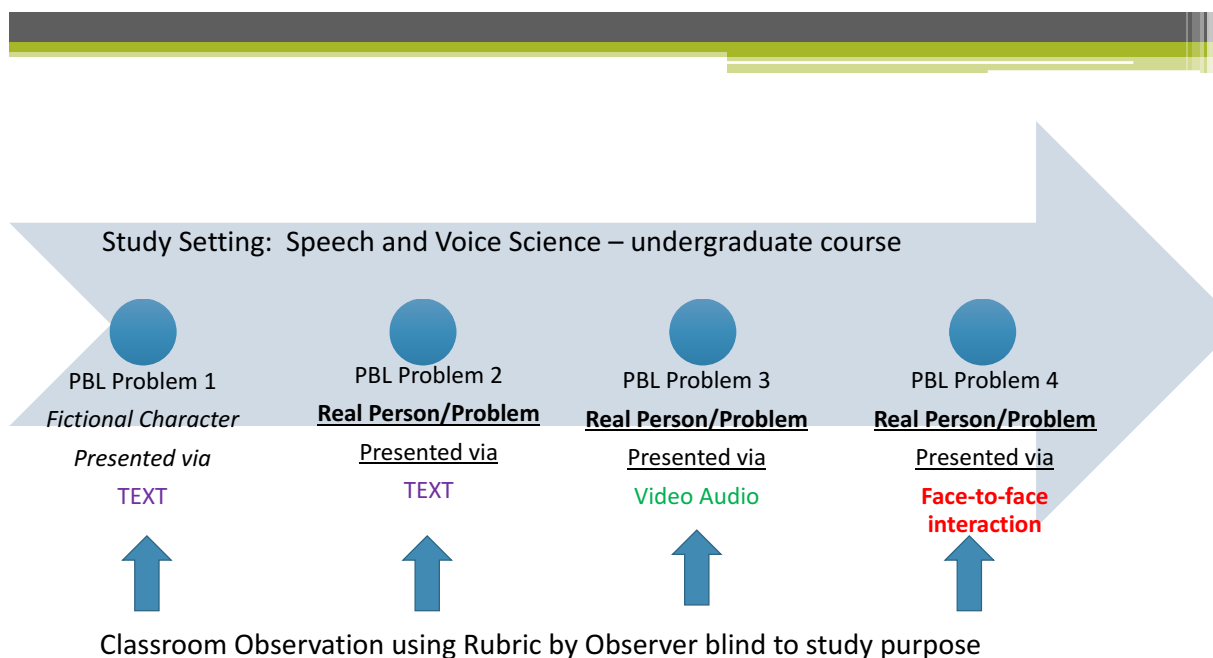 Study Setting:  Speech and Voice Science – undergraduate course
PBL Problem 1
Fictional Character
Presented via
TEXT
PBL Problem 2
Real Person/Problem
Presented via
TEXT
PBL Problem 3
Real Person/Problem
Presented via
Video Audio
PBL Problem 4
Real Person/Problem
Presented via
Face-to-face
interaction
Classroom Observation using Rubric by Observer blind to study purpose